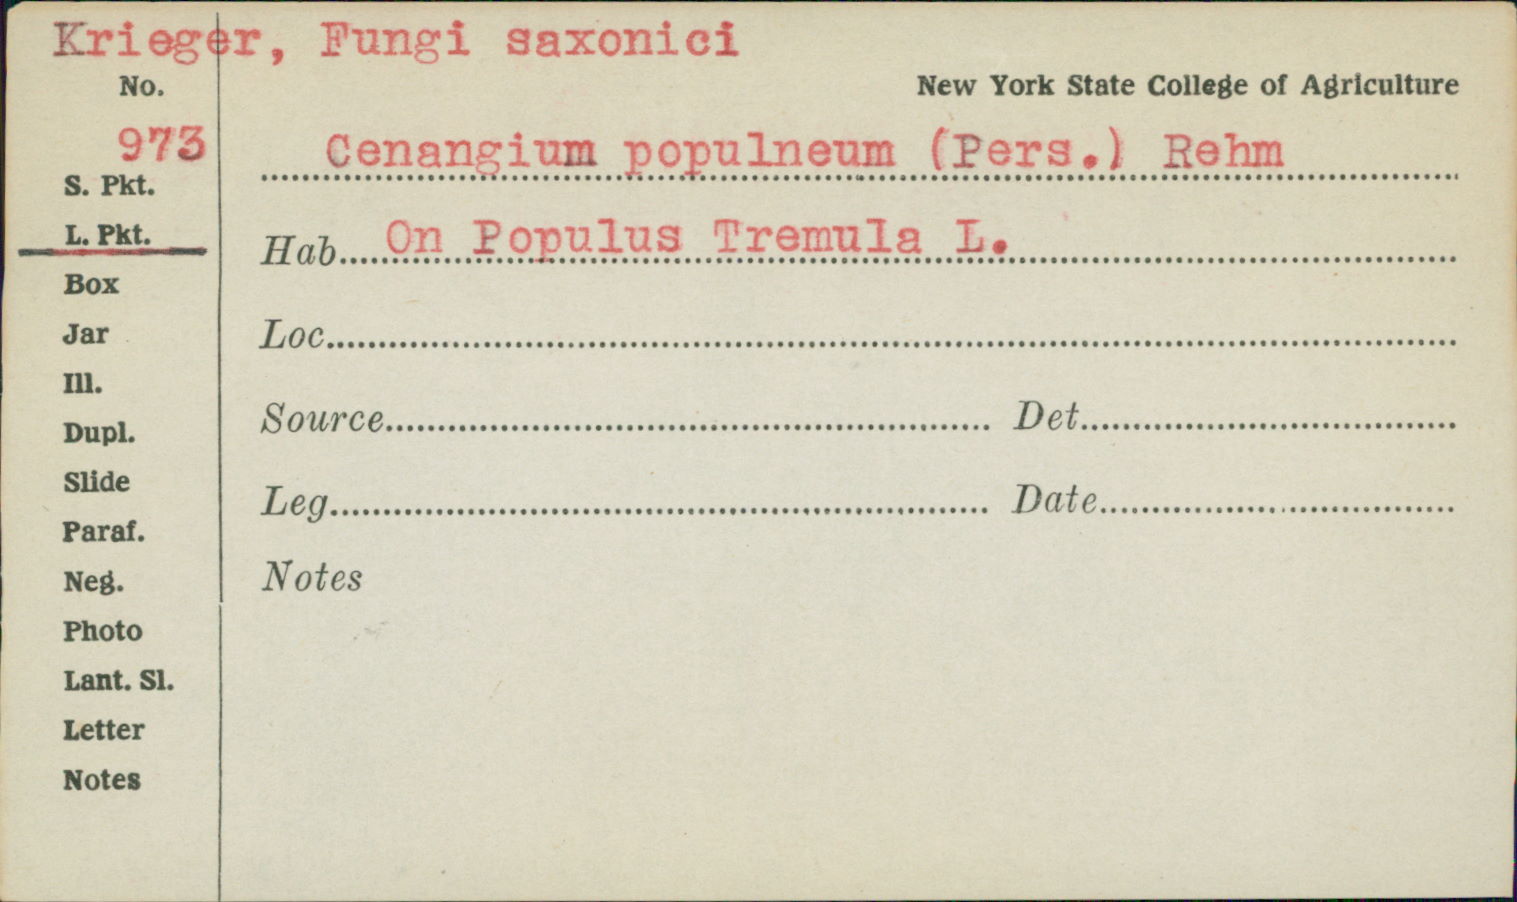 Krieger, Fungi saxonici
No.
New York State College of Agriculture
973
Cenangium populneum (Pers.) Rehm
S. Pkt.
L. Pkt.
Hab. On Populus Tremula L.
Box
Jar
Loc.
Ill.
Dupl.
Source Det.
Slide
Leg. Date
Paraf.
Neg.
Notes
Photo
Lant. Sl.
Letter
Notes